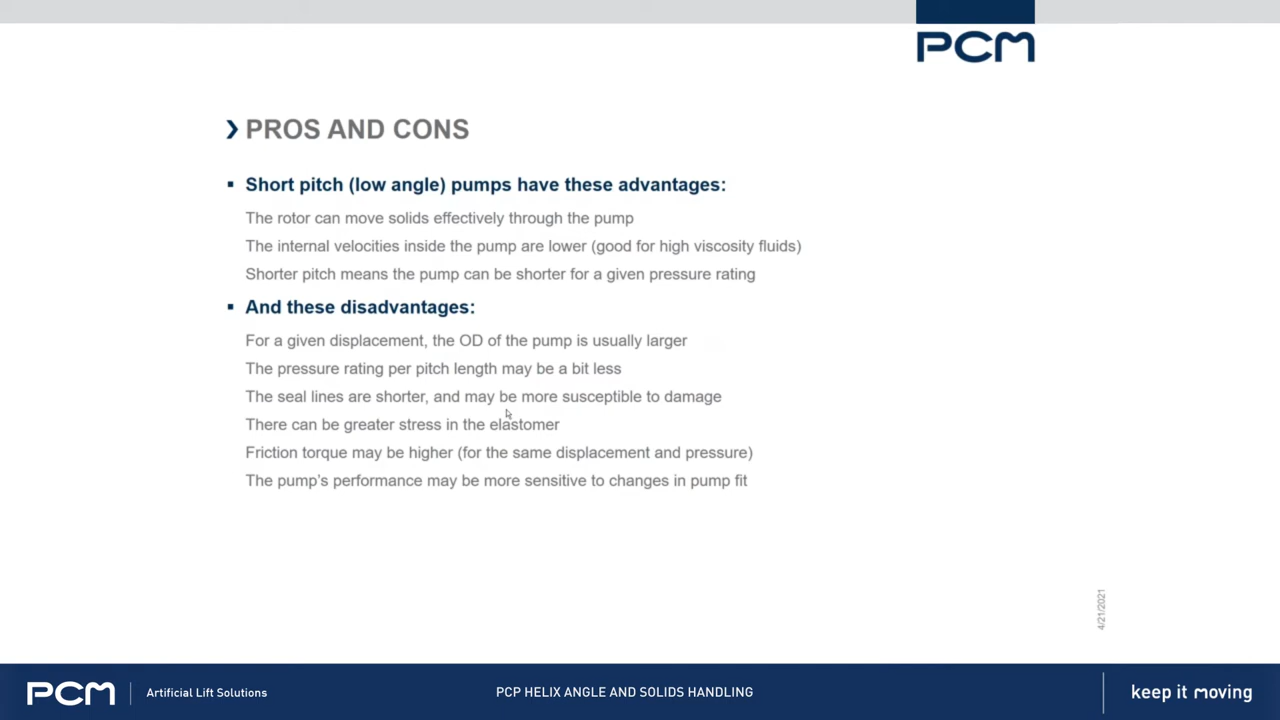 PCM
PROS AND CONS
Short pitch (low angle) pumps have these advantages:
The rotor can move solids effectively through the pump
The internal velocities inside the pump are lower (good for high viscosity fluids)
Shorter pitch means the pump can be shorter for a given pressure rating
And these disadvantages:
For a given displacement, the OD of the pump is usually larger
The pressure rating per pitch length may be a bit less
The seal lines are shorter, and may be more susceptible to damage
There can be greater stress in the elastomer
Friction torque may be higher (for the same displacement and pressure)
The pump's performance may be more sensitive to changes in pump fit
4/21/2021
PCM
Artificial Lift Solutions
PCP HELIX ANGLE AND SOLIDS HANDLING
keep it moving